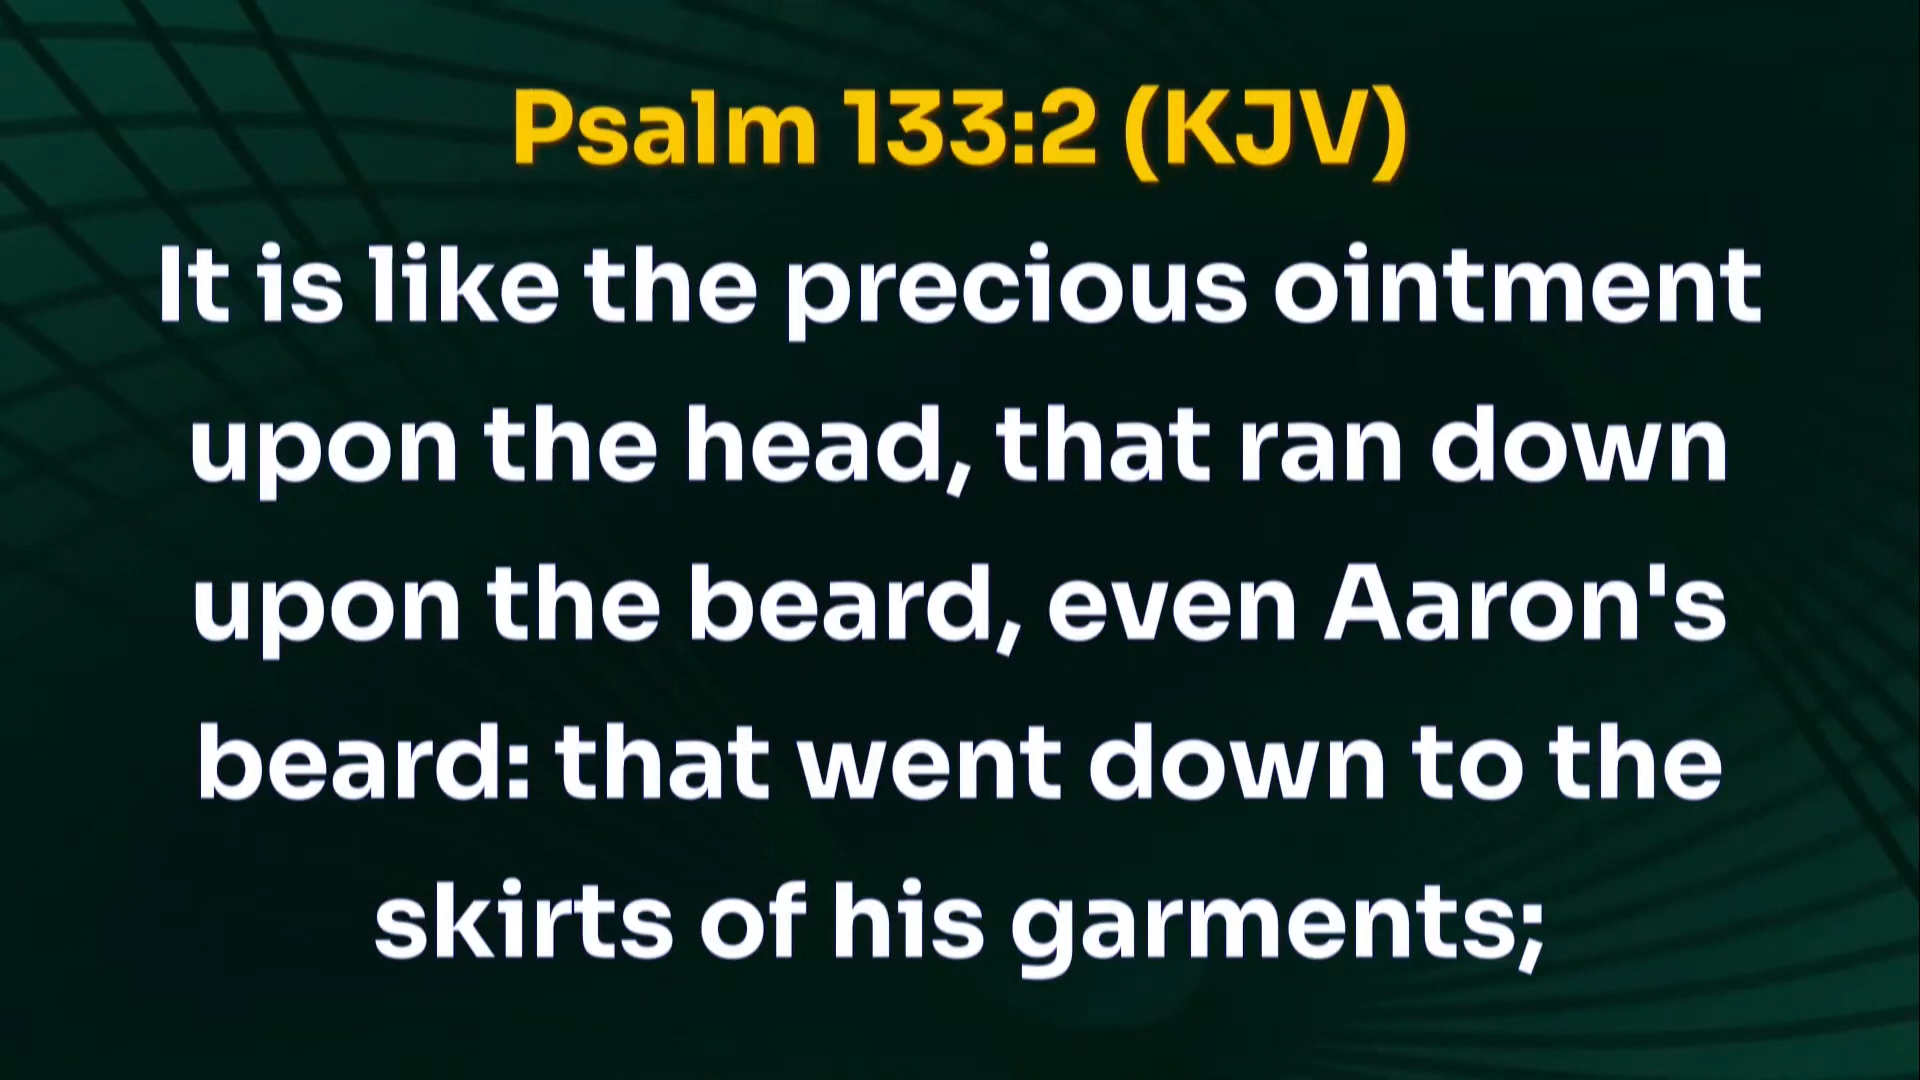 Psalm 133:2 (KJV)
It is like the precious ointment
upon the head, that ran down
upon the beard, even Aaron's
beard: that went down to the
skirts of his garments;